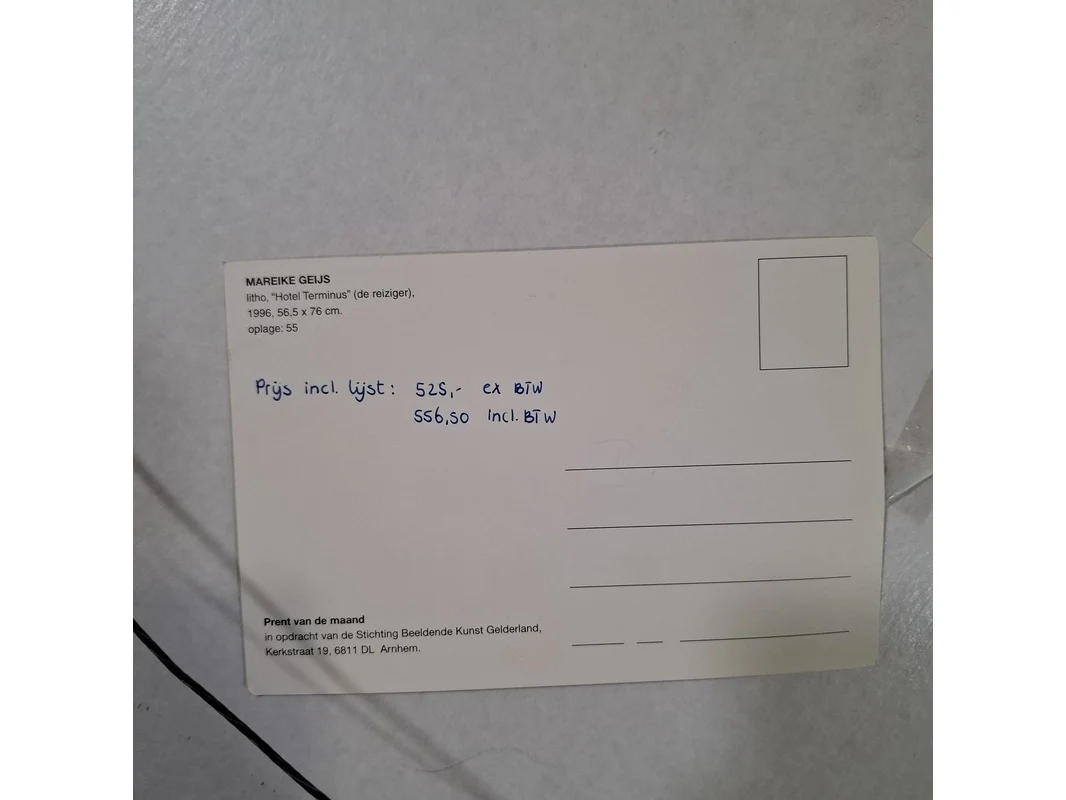 MAREIKE GEIJS
litho, "Hotel Terminus" (de reiziger),
1996, 56,5 x 76 cm.
oplage: 55
Prijs incl. lijst: 525,- ex BTW
556,50 incl. BTW
Prent van de maand
in opdracht van de Stichting Beeldende Kunst Gelderland,
Kerkstraat 19, 6811 DL Arnhem.